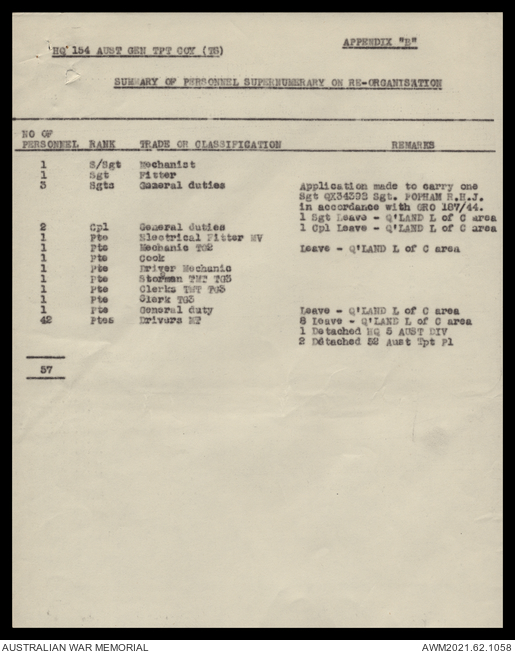 'HQ' 154 AUST GEN TPT COY (TS)
APPENDIX "B"
SUMMARY OF PERSONNEL SUPERNUMERARY ON RE-ORGANISATION
NO OF
PERSONNEL RANK TRADE OR CLASSIFICATION REMARKS
1 S/Sgt Mechanist
1 Sgt Fitter
3 Sgts General duties Application made to carry one
Sgt QX34392 Sgt. POPHAM R.H.J.
in accordance with GRO 187/44.
1 Sgt Leave - Q'LAND L of C area
2 Cpl General duties 1 Cpl Leave - Q'LAND L of C area
1 Pte Electrical Fitter MV
1 Pte Mechanic TG2 Leave - Q'LAND L of C area
1 Pte Cook
1 Pte Driver Mechanic
1 Pte Storman TWT TG3
1 Pte Clerks TWT TG3
1 Pte Clerk TG3
1 Pte General duty Leave - Q'LAND L of C area
42 Ptes Drivers MT 8 Leave - Q'LAND L of C area
1 Detached HQ 5 AUST DIV
2 Detached 52 Aust Tpt Pl
57
AUSTRALIAN WAR MEMORIAL
AWM2021.62.1058